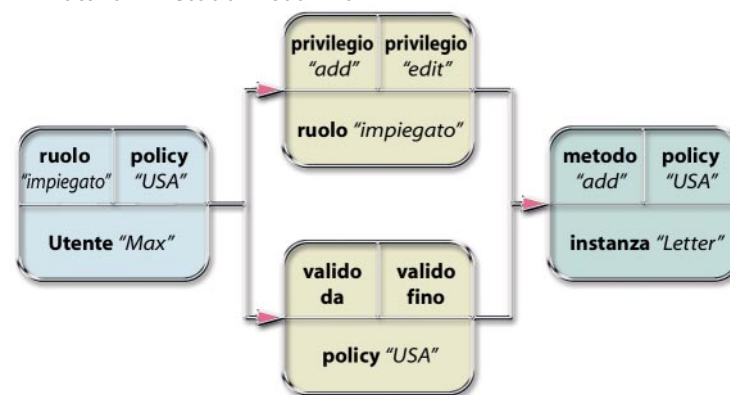 privilegio privilegio
"add" "edit"
ruolo "impiegato"
ruolo policy
"impiegato" "USA"
Utente "Max"
metodo policy
"add" "USA"
instanza "Letter"
valido valido
da fino
policy "USA"